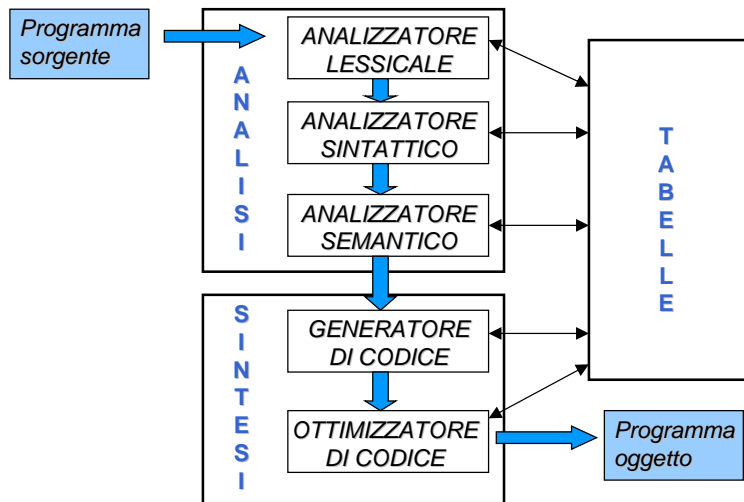 Programma
sorgente
ANALISI
ANALIZZATORE
LESSICALE
ANALIZZATORE
SINTATTICO
ANALIZZATORE
SEMANTICO
TABELLE
SINTESI
GENERATORE
DI CODICE
OTTIMIZZATORE
DI CODICE
Programma
oggetto